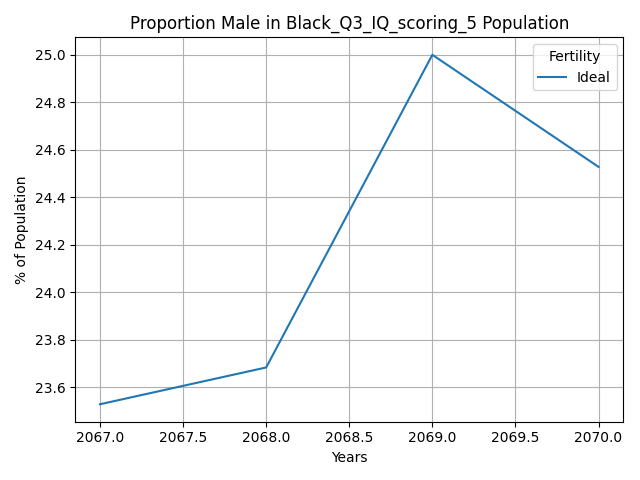 Proportion Male in Black_Q3_IQ_scoring_5 Population
Fertility
Ideal
25.0
24.8
24.6
24.4
24.2
24.0
23.8
23.6
% of Population
2067.0 2067.5 2068.0 2068.5 2069.0 2069.5 2070.0
Years